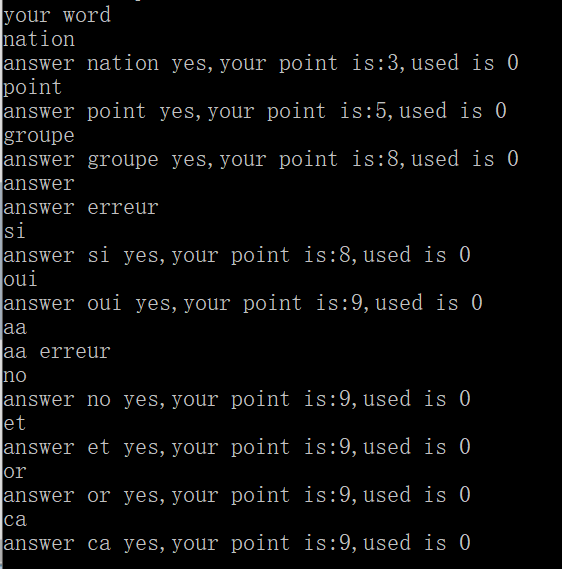 your word
nation
answer nation yes,your point is:3,used is 0
point
answer point yes,your point is:5,used is 0
groupe
answer groupe yes,your point is:8,used is 0
answer
answer erreur
si
answer si yes,your point is:8,used is 0
oui
answer oui yes,your point is:9,used is 0
aa
aa erreur
no
answer no yes,your point is:9,used is 0
et
answer et yes,your point is:9,used is 0
or
answer or yes,your point is:9,used is 0
ca
answer ca yes,your point is:9,used is 0